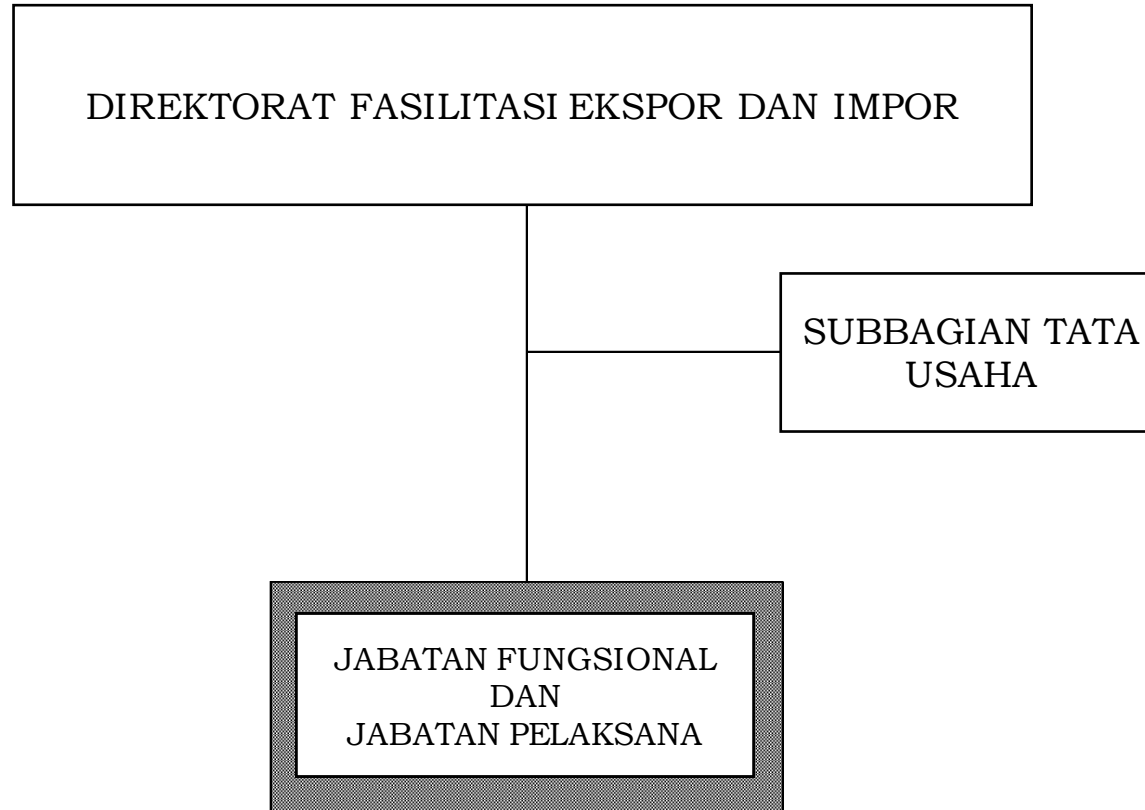 DIREKTORAT FASILITASI EKSPOR DAN IMPOR
SUBBAGIAN TATA
USAHA
JABATAN FUNGSIONAL
DAN
JABATAN PELAKSANA